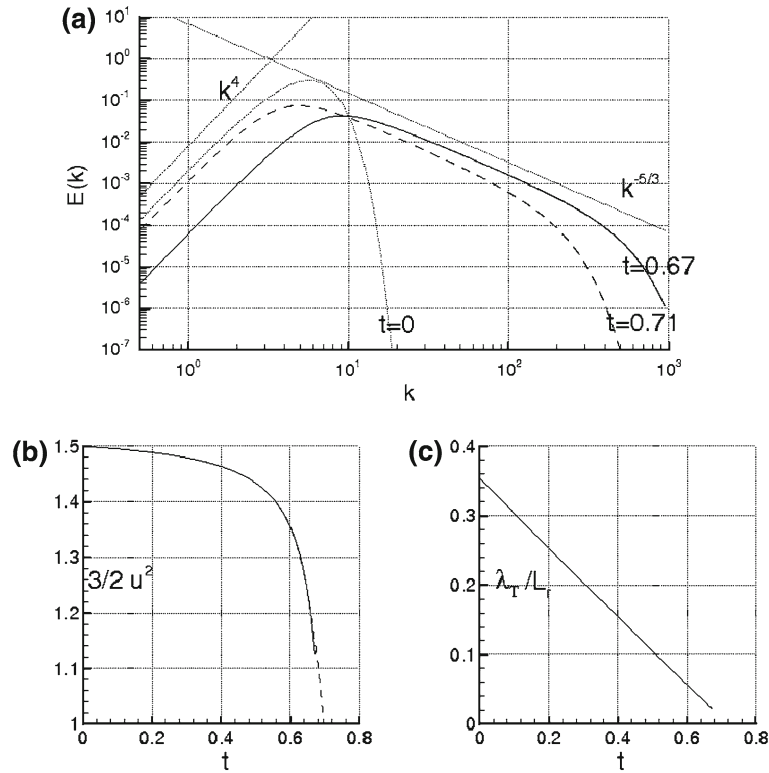 (a)
10¹
10⁰
10⁻¹
10⁻²
10⁻³
10⁻⁴
10⁻⁵
10⁻⁶
10⁻⁷
E(k)
k⁴
k⁻⁵/³
t=0.67
t=0.71
t=0
10⁰ 10¹ 10² 10³
k
(b)
1.5
1.4
1.3
3/2 u²
1.2
1.1
1
0 0.2 0.4 0.6 0.8
t
(c)
0.4
0.3
0.2
λT/Lr
0.1
0.0
0 0.2 0.4 0.6 0.8
t